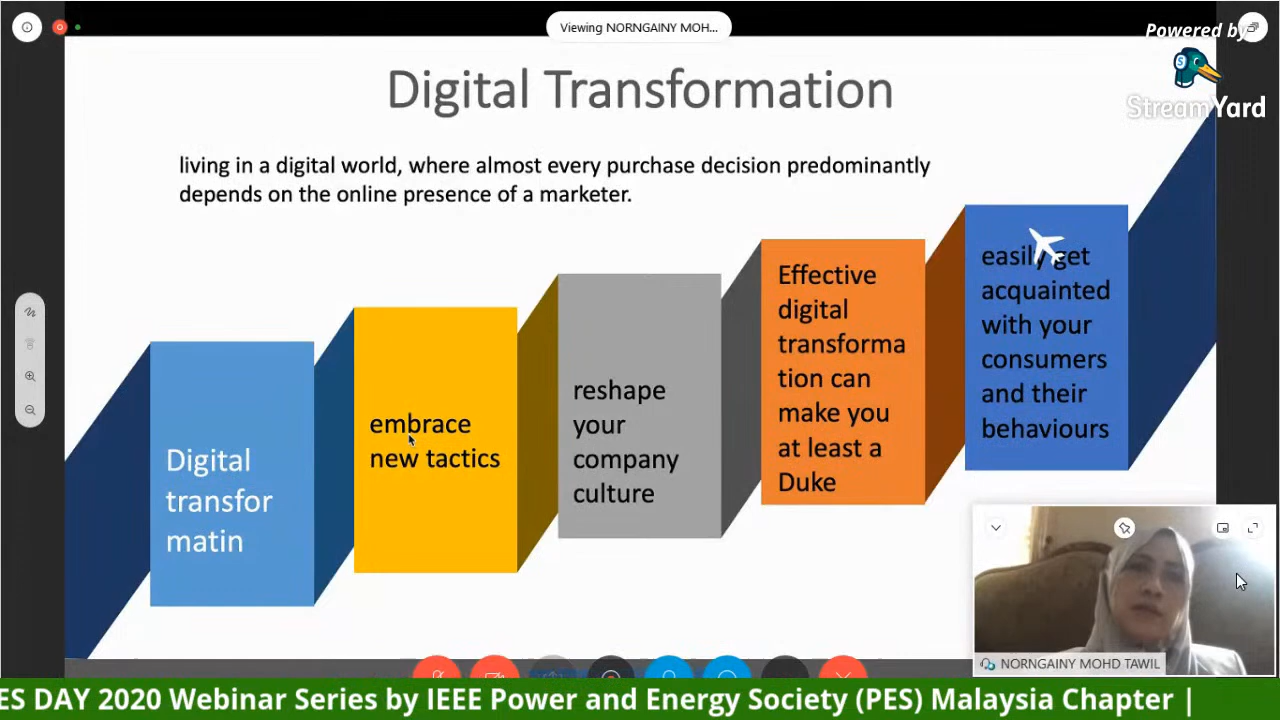 Viewing NORNGAINY MOH...
Powered by
StreamYard
Digital Transformation
living in a digital world, where almost every purchase decision predominantly
depends on the online presence of a marketer.
Digital
transfor
matin
embrace
new tactics
reshape
your
company
culture
Effective
digital
transforma
tion can
make you
at least a
Duke
easily get
acquainted
with your
consumers
and their
behaviours
NORNGAINY MOHD TAWIL
ES DAY 2020 Webinar Series by IEEE Power and Energy Society (PES) Malaysia Chapter |